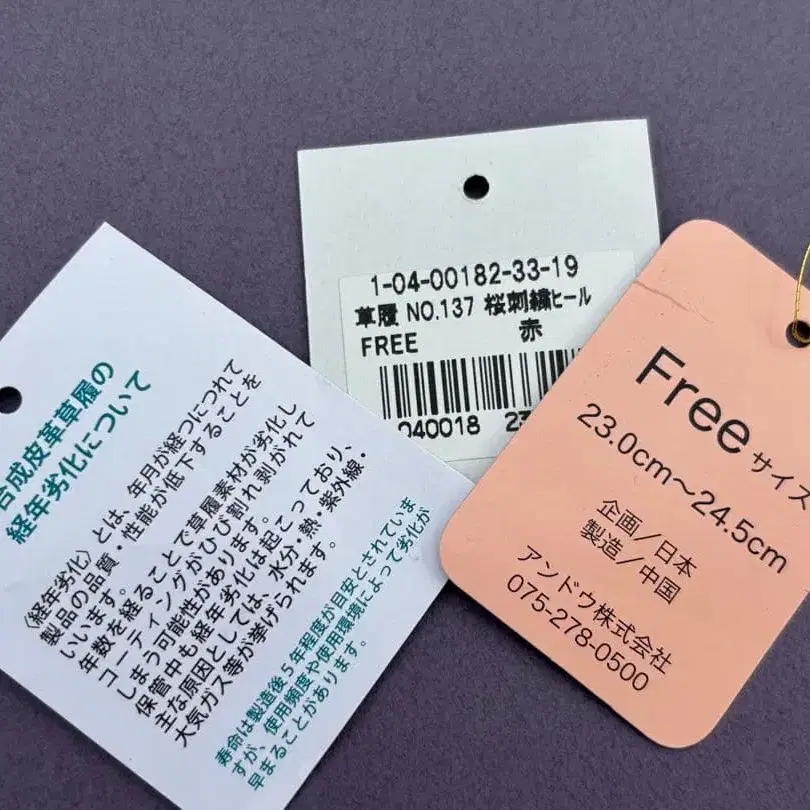 合成皮革草履の
経年劣化について
〈経年劣化〉とは、年月が経つにつれて
製品の品質・性能が低下することを
いいます。
年数を経ることで草履素材が劣化し
コーティングがひび割れ剥がれて
しまう可能性があります。
保管中も経年劣化は起こっており、
主な原因としては、水分・熱・紫外線・
大気ガス等が挙げられます。
寿命は製造後5年程度が目安とされていま
すが、使用頻度や使用環境によって劣化が
早まることがあります。
1-04-00182-33-19
草履 NO.137 桜刺繍ヒール
FREE 赤
040018 23
Freeサイズ
23.0cm～24.5cm
企画／日本
製造／中国
アンドウ株式会社
075-278-0500